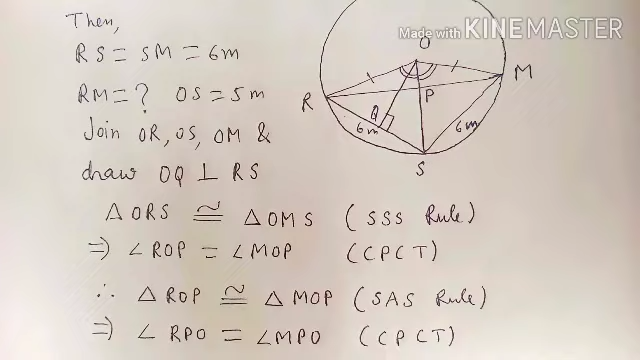 Made with KINEMASTER
Then,
RS = SM = 6m
RM = ? OS = 5m
Join OR, OS, OM &
draw OQ ⊥ RS
△ORS ≅ △OMS (SSS Rule)
⇒ ∠ROP = ∠MOP (CPCT)
∴ △ROP ≅ △MOP (SAS Rule)
⇒ ∠RPO = ∠MPO (CPCT)
O
M
R
P
Q
6m
6m
S